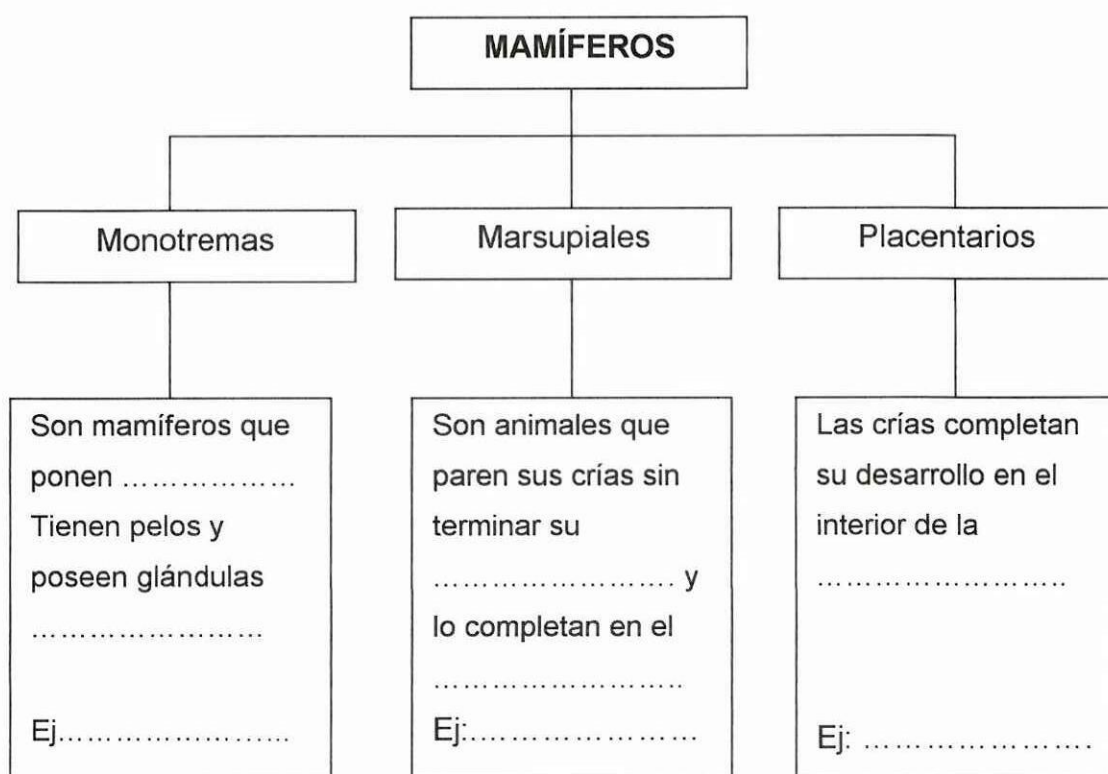 MAMÍFEROS
Monotremas
Marsupiales
Placentarios
Son mamíferos que
ponen ………………
Tienen pelos y
poseen glándulas
……………………
Ej……………………
Son animales que
paren sus crías sin
terminar su
……………………. y
lo completan en el
……………………..
Ej:……………………
Las crías completan
su desarrollo en el
interior de la
……………………..
Ej: …………………….